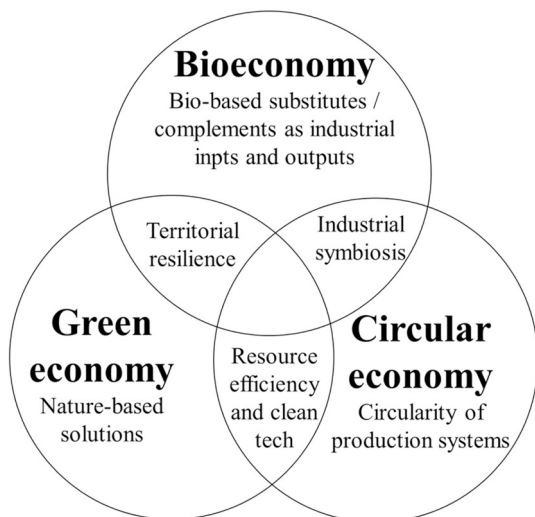 Bioeconomy
Bio-based substitutes /
complements as industrial
inpts and outputs
Territorial
resilience
Industrial
symbiosis
Green
economy
Nature-based
solutions
Resource
efficiency
and clean
tech
Circular
economy
Circularity of
production systems